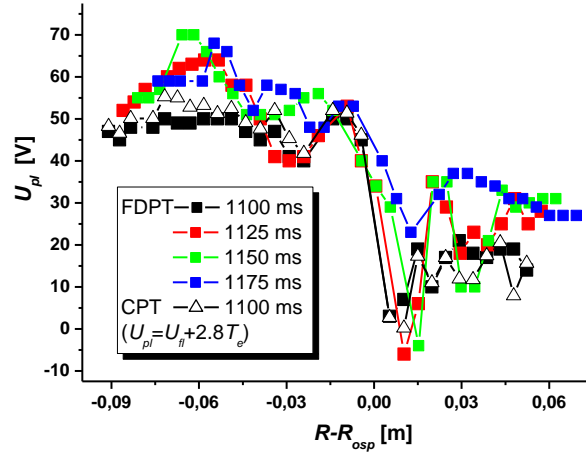 80
70
60
50
40
30
20
10
0
-10
U_pl [V]
FDPT 1100 ms
1125 ms
1150 ms
1175 ms
CPT 1100 ms
(U_pl=U_fl+2.8T_e)
-0,09 -0,06 -0,03 0,00 0,03 0,06
R-R_osp [m]